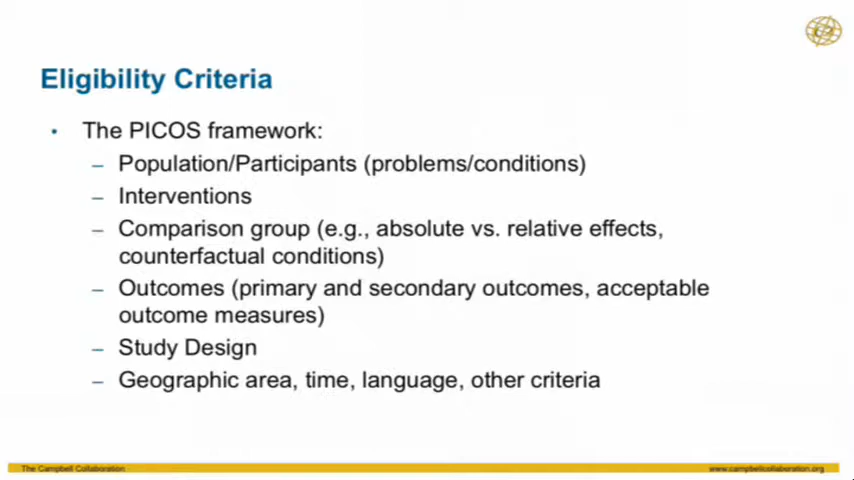 Eligibility Criteria
• The PICOS framework:
– Population/Participants (problems/conditions)
– Interventions
– Comparison group (e.g., absolute vs. relative effects,
counterfactual conditions)
– Outcomes (primary and secondary outcomes, acceptable
outcome measures)
– Study Design
– Geographic area, time, language, other criteria
The Campbell Collaboration
www.campbellcollaboration.org